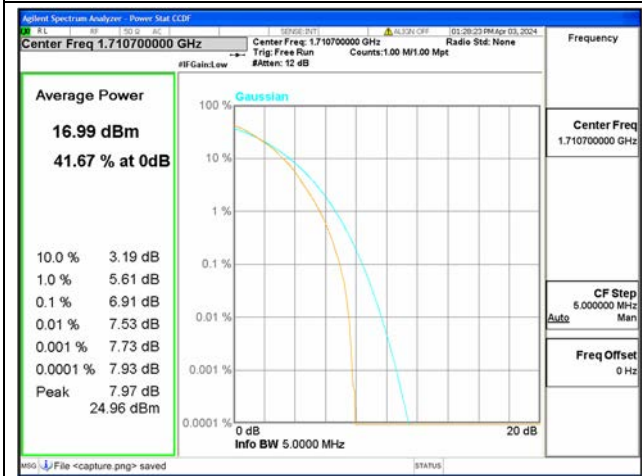 Agilent Spectrum Analyzer - Power Stat CCDF
RL RF 50 Ω AC SENSE:INT ALIGN OFF 01:28:23 PM Apr 03, 2024
Center Freq 1.710700000 GHz Center Freq: 1.710700000 GHz Radio Std: None
Trig: Free Run Counts:1.00 M/1.00 Mpt
#IFGain:Low #Atten: 12 dB
Frequency
Average Power
16.99 dBm
41.67 % at 0dB
10.0 % 3.19 dB
1.0 % 5.61 dB
0.1 % 6.91 dB
0.01 % 7.53 dB
0.001 % 7.73 dB
0.0001 % 7.93 dB
Peak 7.97 dB
24.96 dBm
Gaussian
100 %
10 %
1 %
0.1 %
0.01 %
0.001 %
0.0001 %
0 dB 20 dB
Info BW 5.0000 MHz
Center Freq
1.710700000 GHz
CF Step
5.000000 MHz
Auto Man
Freq Offset
0 Hz
MSG File <capture.png> saved STATUS